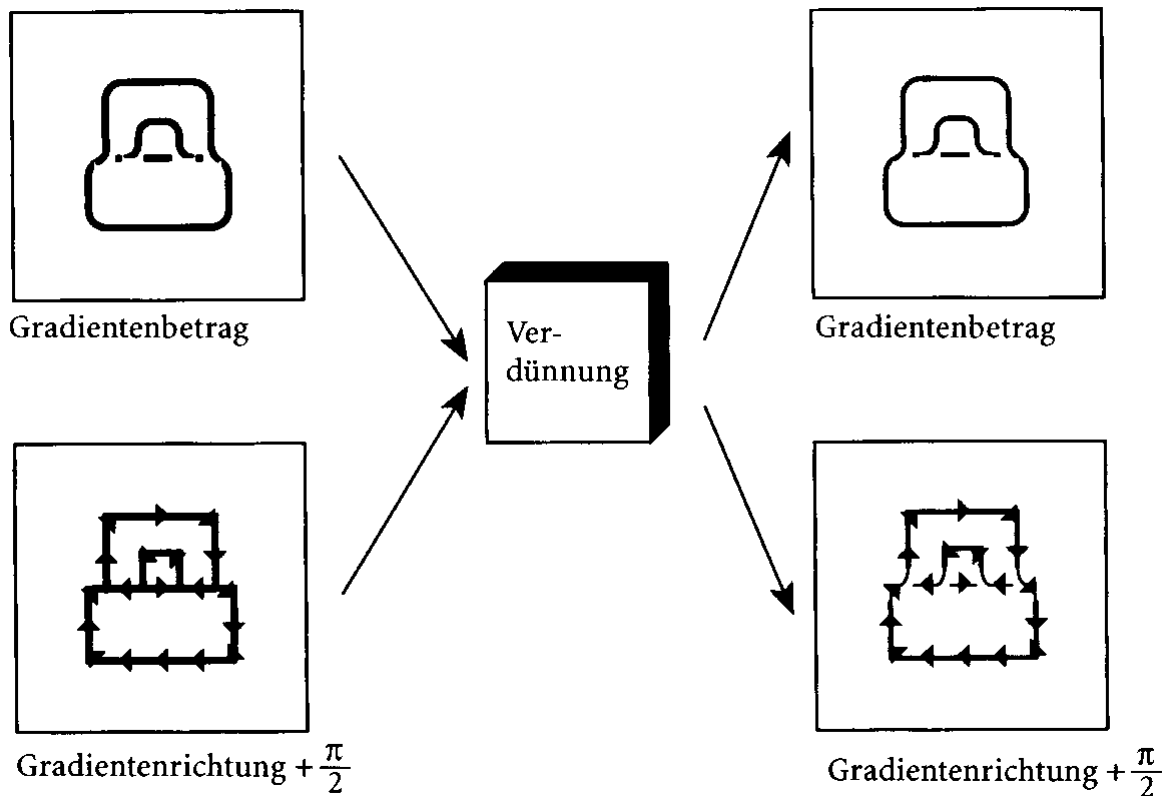 Gradientenbetrag
Gradientenbetrag
Ver-
dünnung
Gradientenrichtung + π/2
Gradientenrichtung + π/2